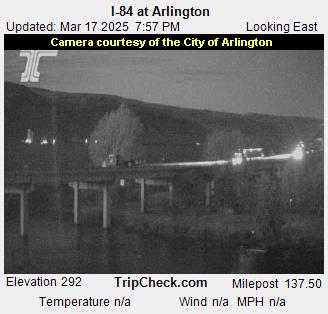 I-84 at Arlington
Updated: Mar 17 2025 7:57 PM Looking East
Camera courtesy of the City of Arlington
Elevation 292 TripCheck.com Milepost 137.50
Temperature n/a Wind n/a MPH n/a